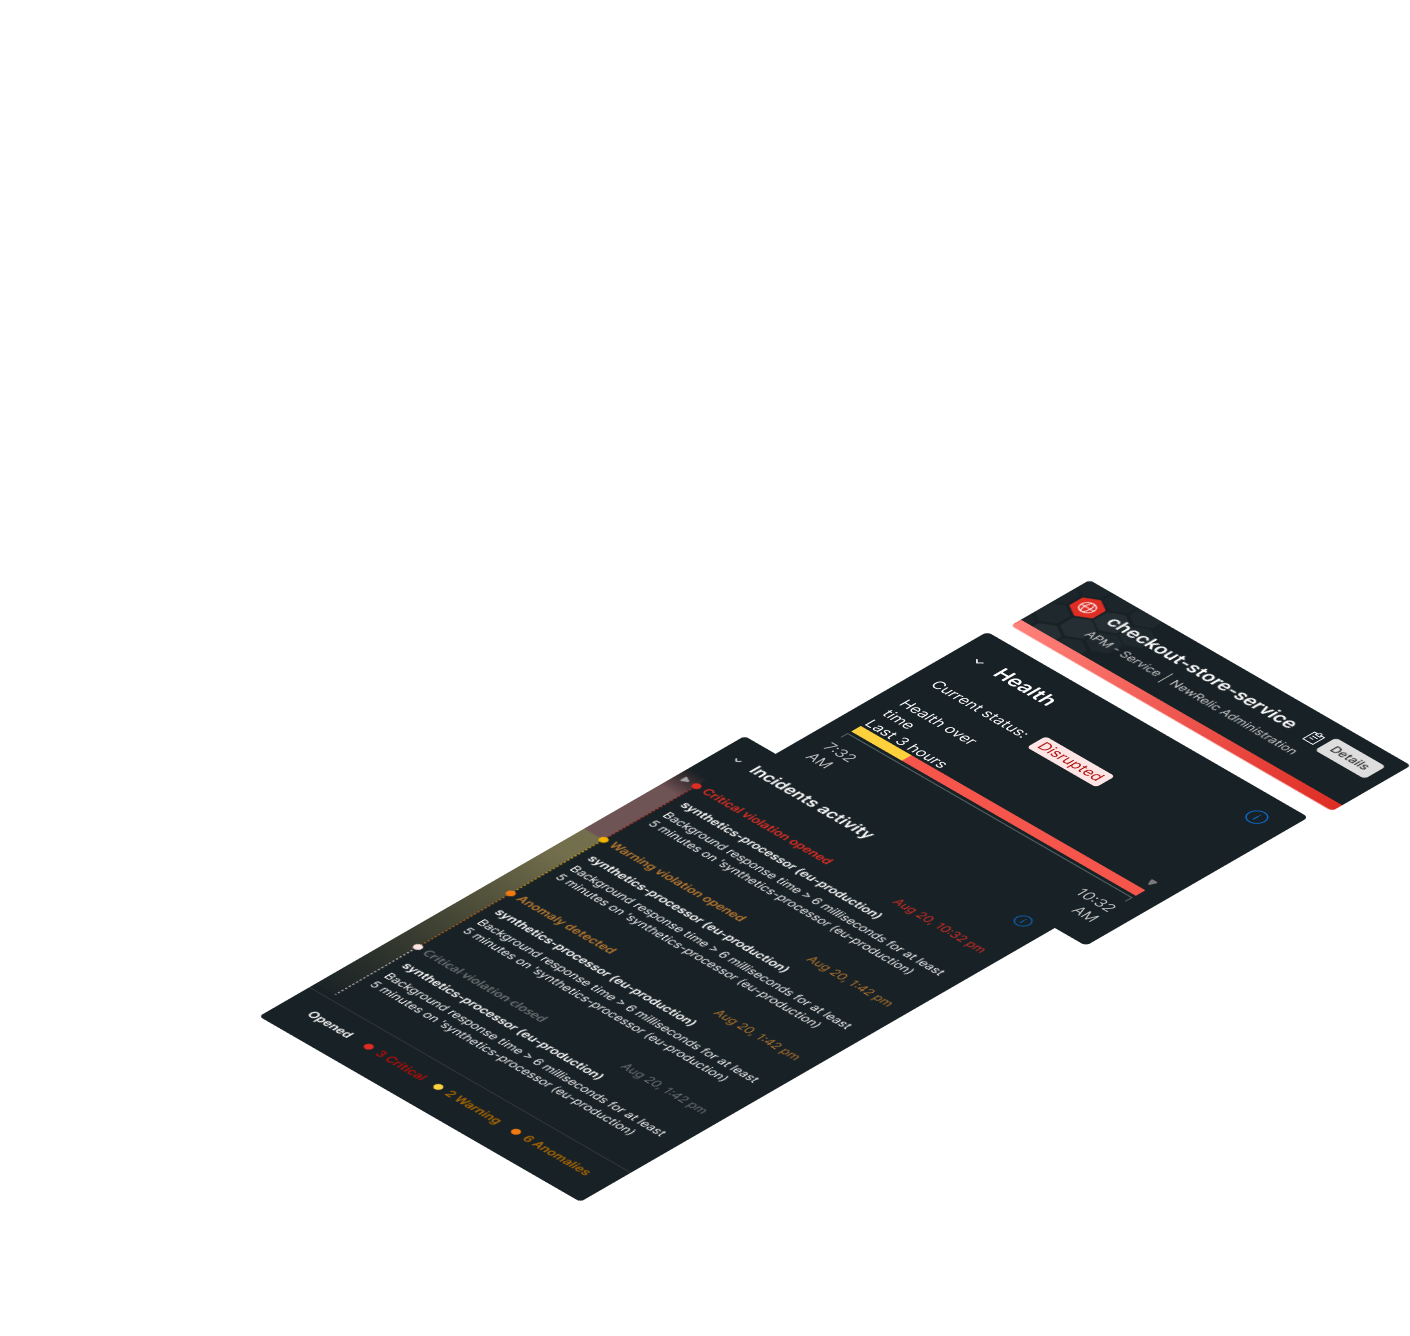 checkout-store-service
APM - Service | NewRelic Administration
Details
Health
Current status: Disrupted
Health over
time
Last 3 hours
7:32
AM
10:32
AM
Incidents activity
Critical violation opened
Aug 20, 10:32 pm
synthetics-processor (eu-production)
Background response time > 6 milliseconds for at least
5 minutes on 'synthetics-processor (eu-production)
Warning violation opened
Aug 20, 1:42 pm
synthetics-processor (eu-production)
Background response time > 6 milliseconds for at least
5 minutes on 'synthetics-processor (eu-production)
Anomaly detected
Aug 20, 1:42 pm
synthetics-processor (eu-production)
Background response time > 6 milliseconds for at least
5 minutes on 'synthetics-processor (eu-production)
Critical violation closed
Aug 20, 1:42 pm
synthetics-processor (eu-production)
Background response time > 6 milliseconds for at least
5 minutes on 'synthetics-processor (eu-production)
Opened 3 Critical 2 Warning 6 Anomalies